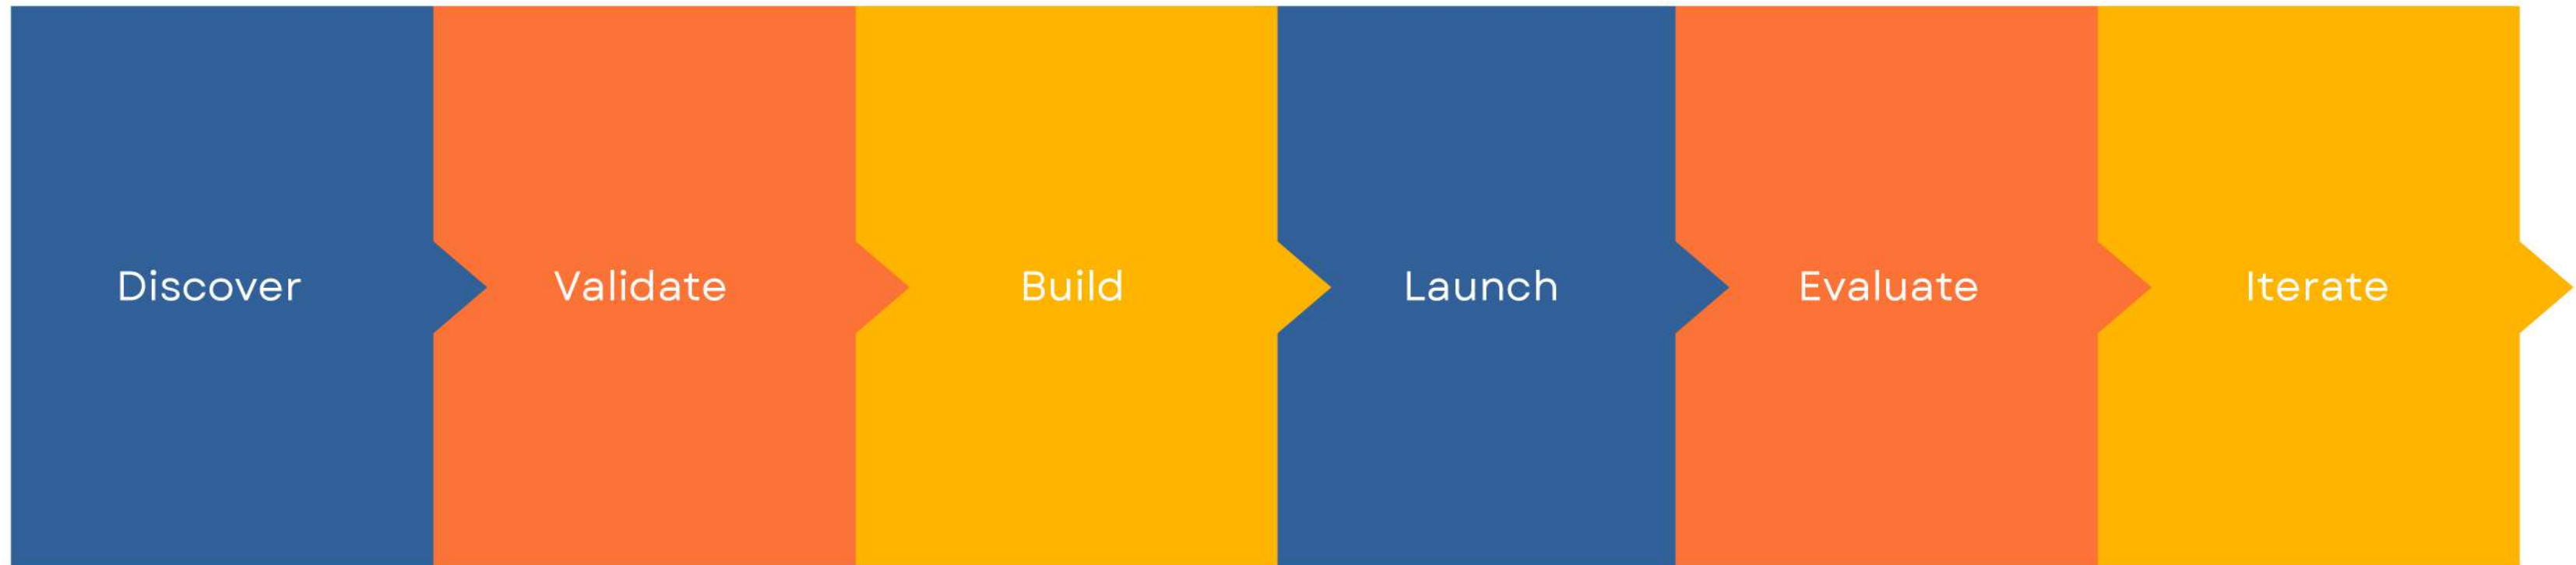 Discover
Validate
Build
Launch
Evaluate
Iterate